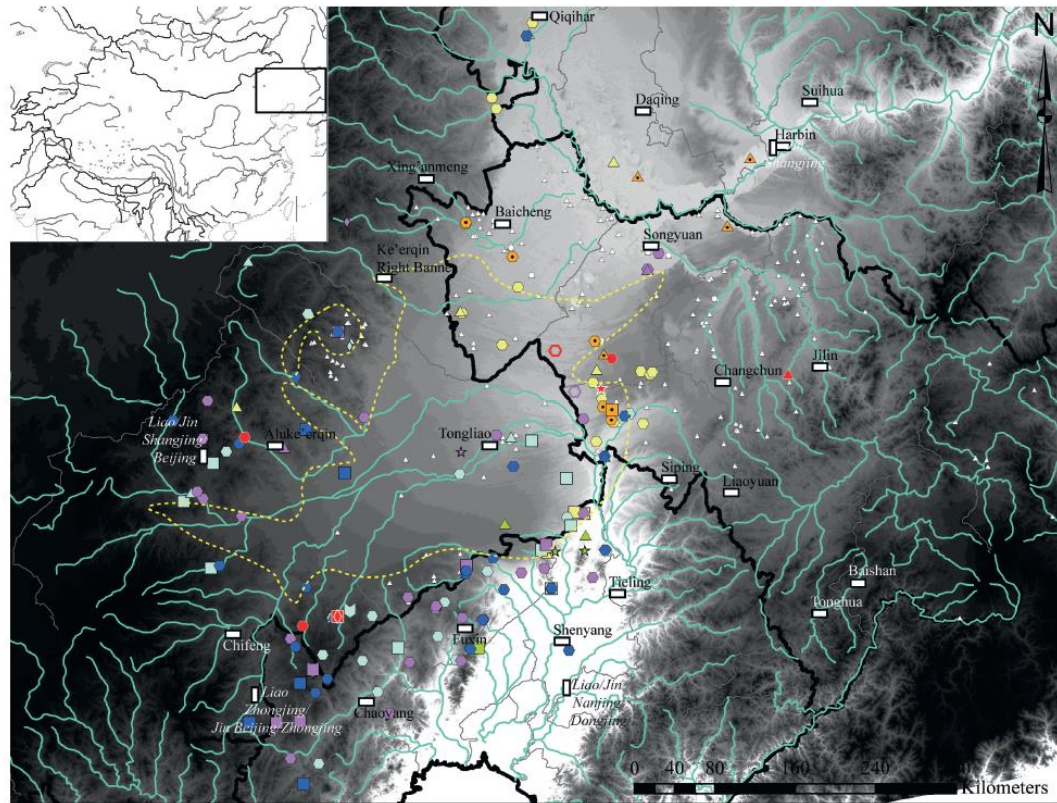 Qiqihar
N
Daqing
Suihua
Harbin
Shangjing
Xing'anmeng
Baicheng
Songyuan
Ke'erqin
Right Banne
Changchun
Jilin
Liao Jin
Shangjing
Beijing
Aluke-erqin
Tongliao
Siping
Liaoyuan
Baishan
Tonghua
Tieling
Fuxin
Shenyang
Chifeng
Liao
Zhongjing
Jin Beijing/Zhongjing
Chaoyang
Liao/Jin
Nanjing
Dongjing
0 40 80 160 240
Kilometers